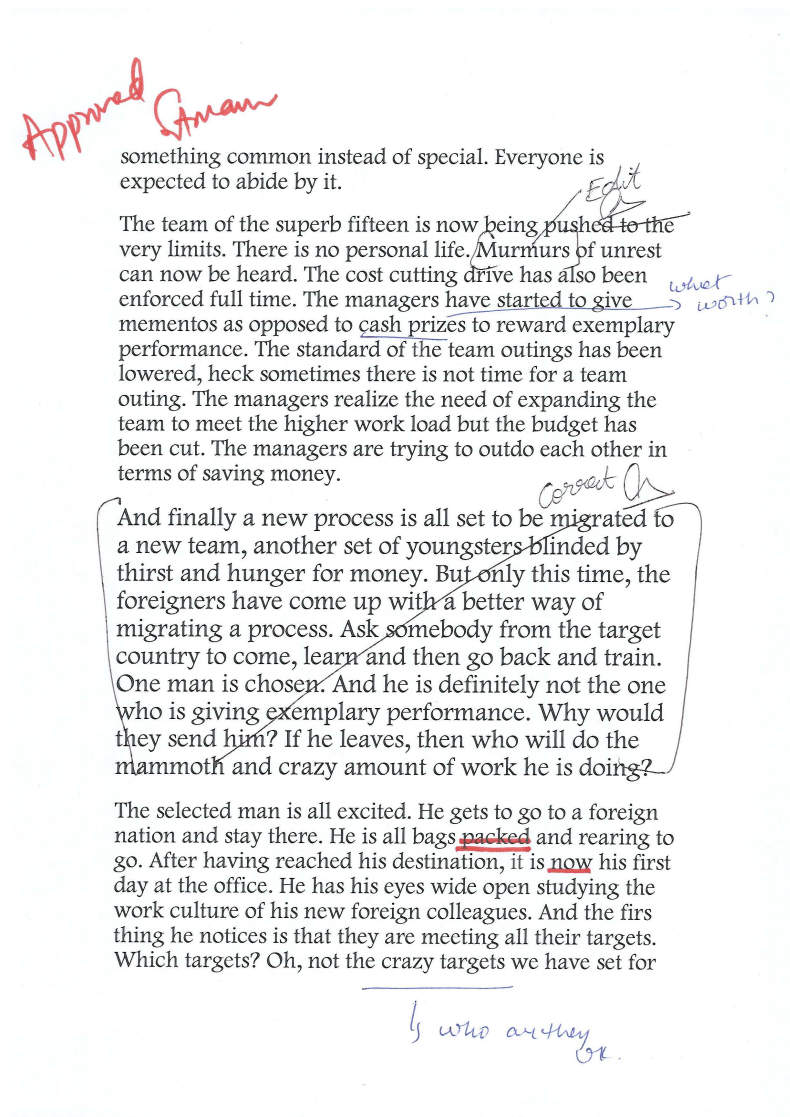 Approved
something common instead of special. Everyone is
expected to abide by it.
Edit
The team of the superb fifteen is now being pushed to the
very limits. There is no personal life. Murmurs of unrest
can now be heard. The cost cutting drive has also been
enforced full time. The managers have started to give
what
worth?
mementos as opposed to cash prizes to reward exemplary
performance. The standard of the team outings has been
lowered, heck sometimes there is not time for a team
outing. The managers realize the need of expanding the
team to meet the higher work load but the budget has
been cut. The managers are trying to outdo each other in
terms of saving money.
Correct
And finally a new process is all set to be migrated to
a new team, another set of youngsters blinded by
thirst and hunger for money. But only this time, the
foreigners have come up with a better way of
migrating a process. Ask somebody from the target
country to come, learn and then go back and train.
One man is chosen. And he is definitely not the one
who is giving exemplary performance. Why would
they send him? If he leaves, then who will do the
mammoth and crazy amount of work he is doing?
The selected man is all excited. He gets to go to a foreign
nation and stay there. He is all bags packed and rearing to
go. After having reached his destination, it is now his first
day at the office. He has his eyes wide open studying the
work culture of his new foreign colleagues. And the firs
thing he notices is that they are meeting all their targets.
Which targets? Oh, not the crazy targets we have set for
who are they